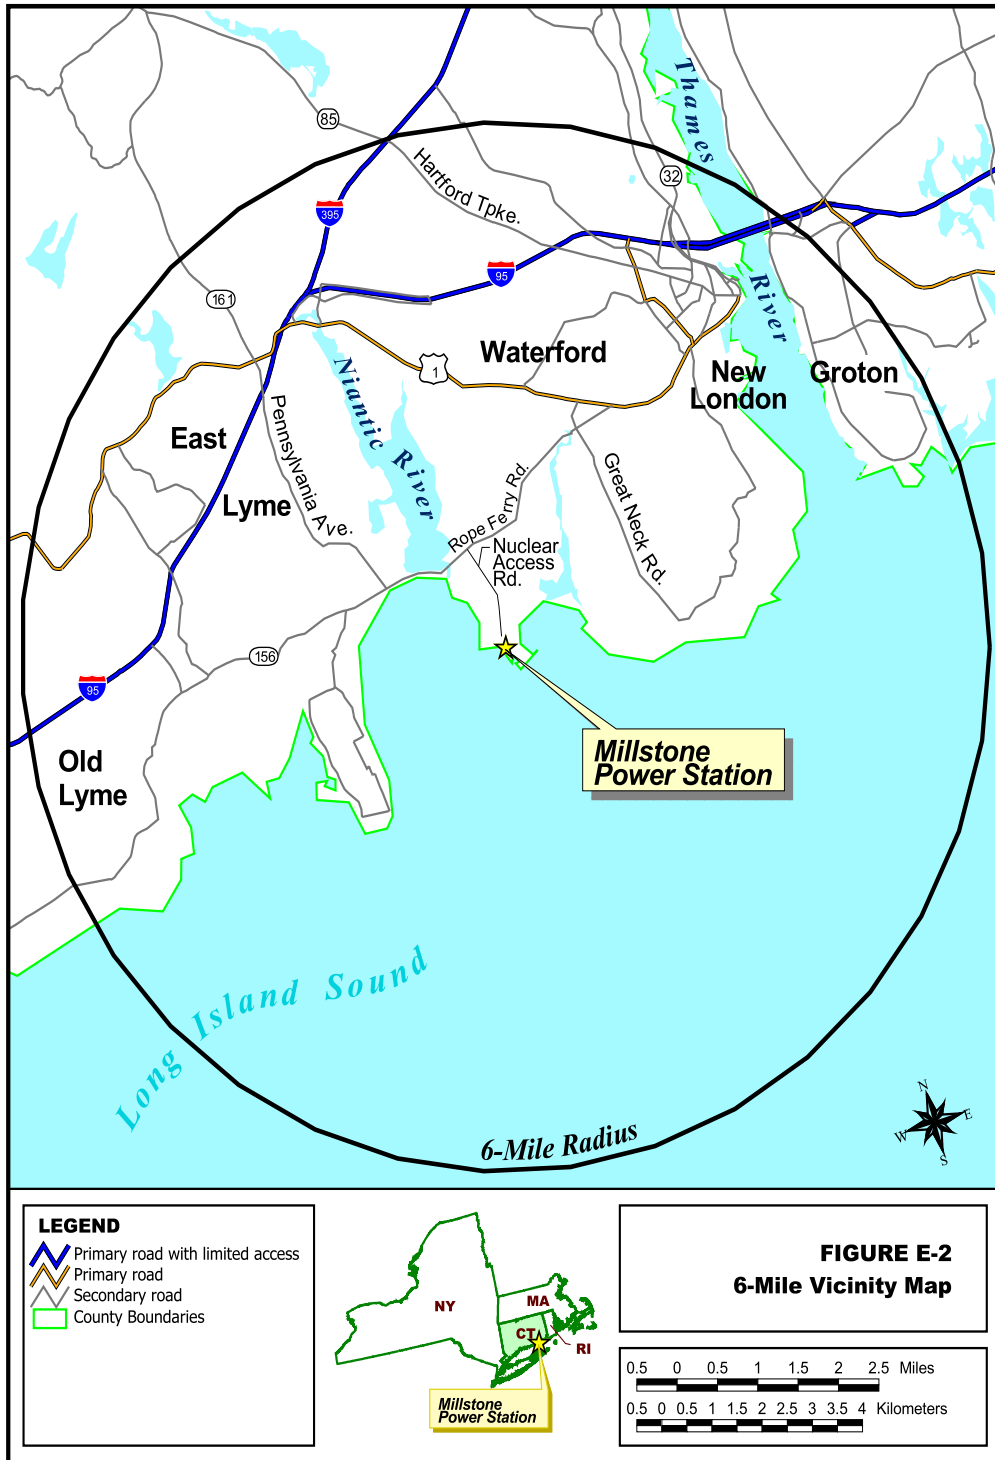 Thames
River
85
32
Hartford Tpke.
395
95
161
Waterford
1
New
London
Groton
Niantic River
East
Lyme
Pennsylvania Ave.
Rope Ferry Rd.
Great Neck Rd.
Nuclear
Access
Rd.
156
95
Old
Lyme
Millstone
Power Station
Long Island Sound
6-Mile Radius
N
E
W
S
LEGEND
Primary road with limited access
Primary road
Secondary road
County Boundaries
NY
MA
CT
RI
Millstone
Power Station
FIGURE E-2
6-Mile Vicinity Map
0.5 0 0.5 1 1.5 2 2.5 Miles
0.5 0 0.5 1 1.5 2 2.5 3 3.5 4 Kilometers